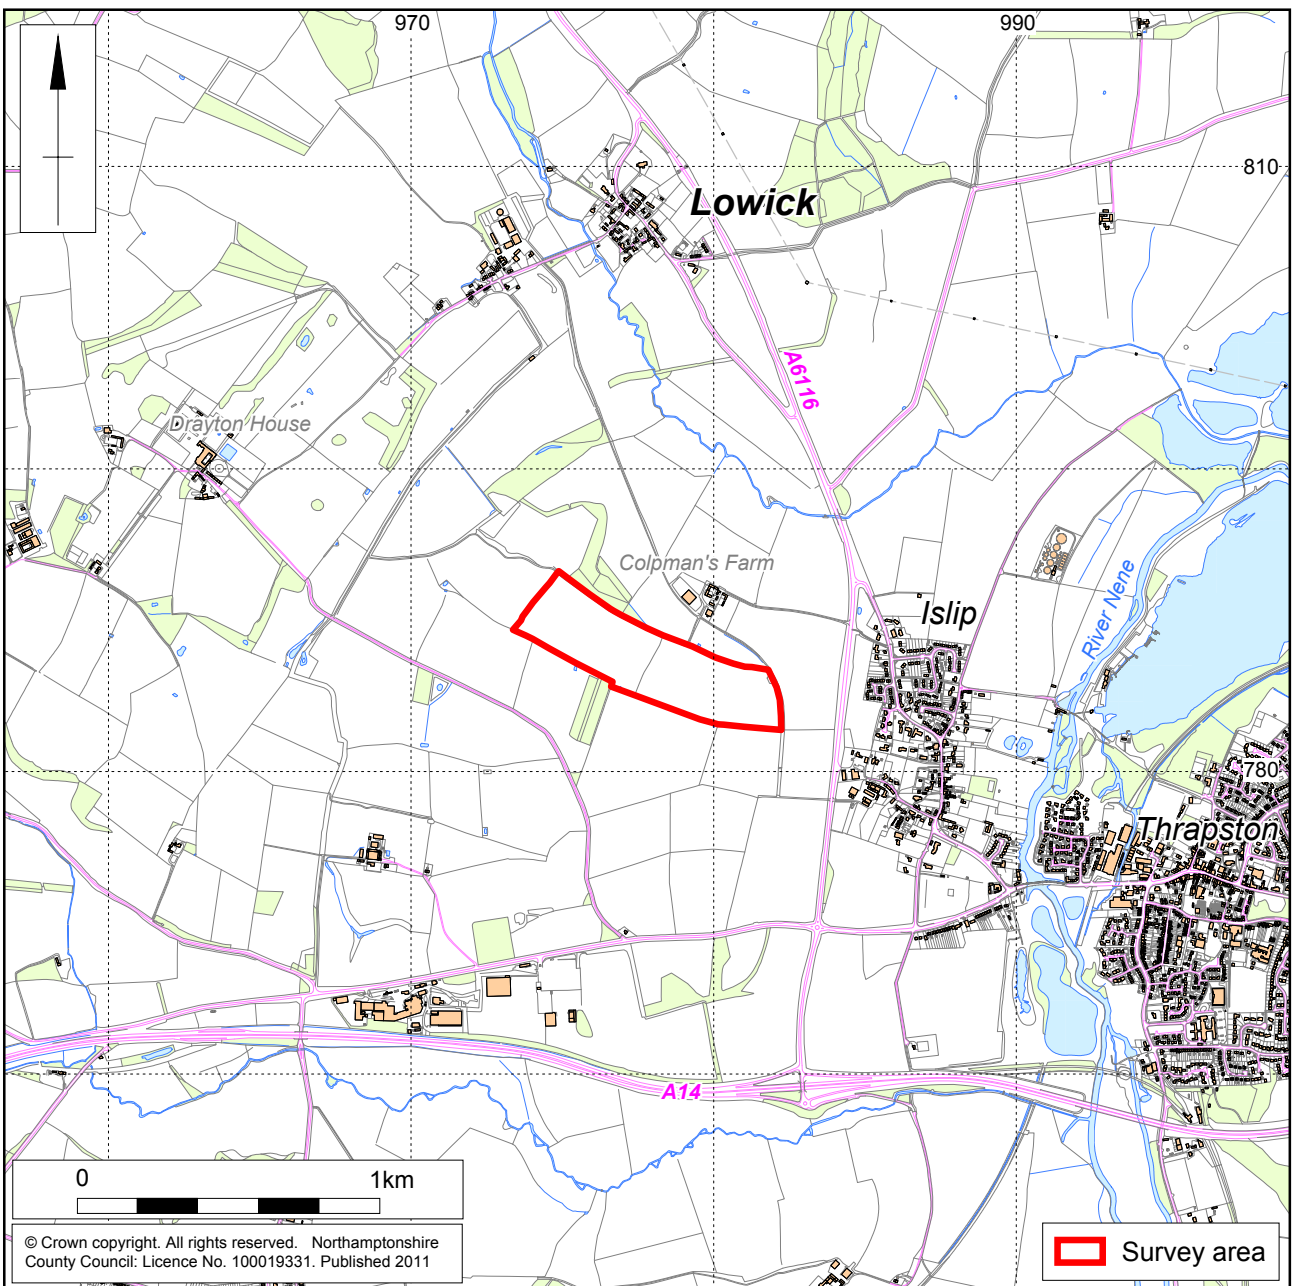 970
990
810
Lowick
A6116
Drayton House
Colpman's Farm
Islip
River Nene
780
Thrapston
A14
0 1km
© Crown copyright. All rights reserved. Northamptonshire
County Council: Licence No. 100019331. Published 2011
Survey area